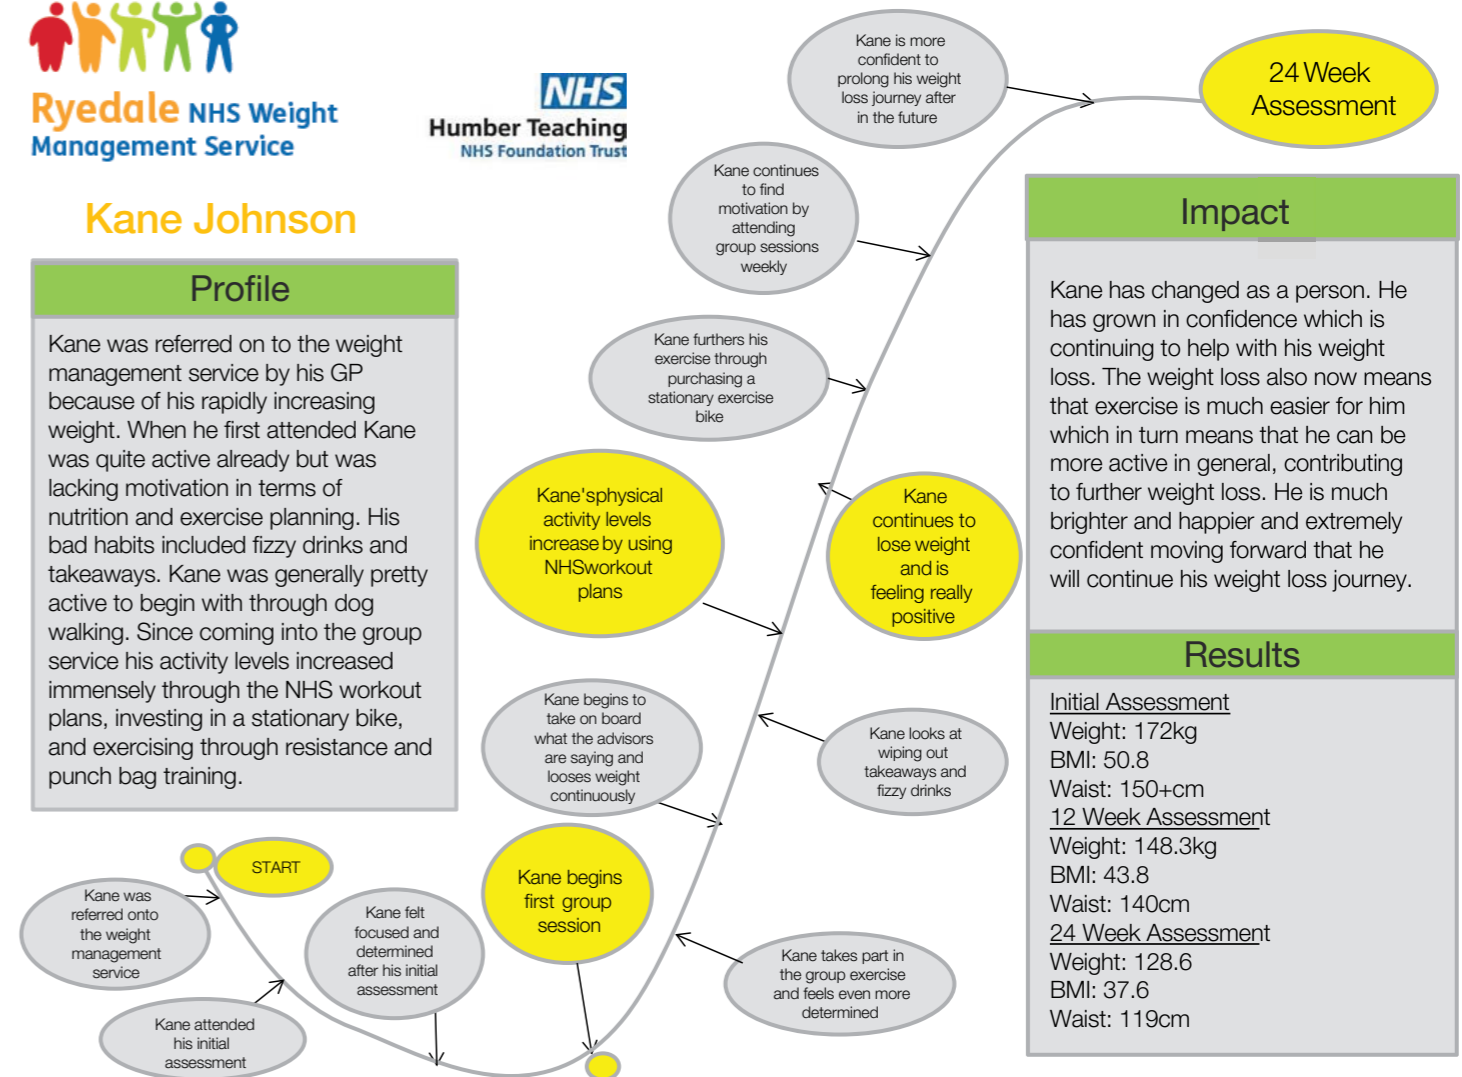 Ryedale NHS Weight
Management Service
NHS
Humber Teaching
NHS Foundation Trust
Kane Johnson
Profile
Kane was referred on to the weight
management service by his GP
because of his rapidly increasing
weight. When he first attended Kane
was quite active already but was
lacking motivation in terms of
nutrition and exercise planning. His
bad habits included fizzy drinks and
takeaways. Kane was generally pretty
active to begin with through dog
walking. Since coming into the group
service his activity levels increased
immensely through the NHS workout
plans, investing in a stationary bike,
and exercising through resistance and
punch bag training.
START
Kane was
referred onto
the weight
management
service
Kane attended
his initial
assessment
Kane felt
focused and
determined
after his initial
assessment
Kane begins
first group
session
Kane takes part in
the group exercise
and feels even more
determined
Kane begins to
take on board
what the advisors
are saying and
looses weight
continuously
Kane looks at
wiping out
takeaways and
fizzy drinks
Kane'sphysical
activity levels
increase by using
NHSworkout
plans
Kane
continues to
lose weight
and is
feeling really
positive
Kane furthers his
exercise through
purchasing a
stationary exercise
bike
Kane continues
to find
motivation by
attending
group sessions
weekly
Kane is more
confident to
prolong his weight
loss journey after
in the future
24 Week
Assessment
Impact
Kane has changed as a person. He
has grown in confidence which is
continuing to help with his weight
loss. The weight loss also now means
that exercise is much easier for him
which in turn means that he can be
more active in general, contributing
to further weight loss. He is much
brighter and happier and extremely
confident moving forward that he
will continue his weight loss journey.
Results
Initial Assessment
Weight: 172kg
BMI: 50.8
Waist: 150+cm
12 Week Assessment
Weight: 148.3kg
BMI: 43.8
Waist: 140cm
24 Week Assessment
Weight: 128.6
BMI: 37.6
Waist: 119cm